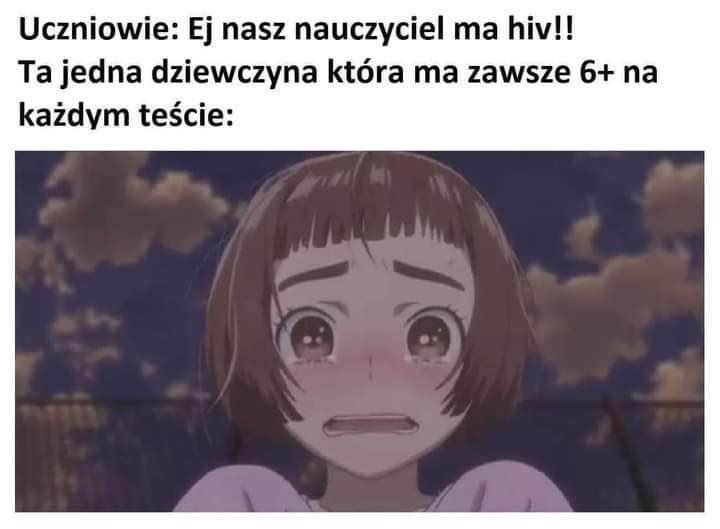 Uczniowie: Ej nasz nauczyciel ma hiv!!
Ta jedna dziewczyna która ma zawsze 6+ na
każdym teście: